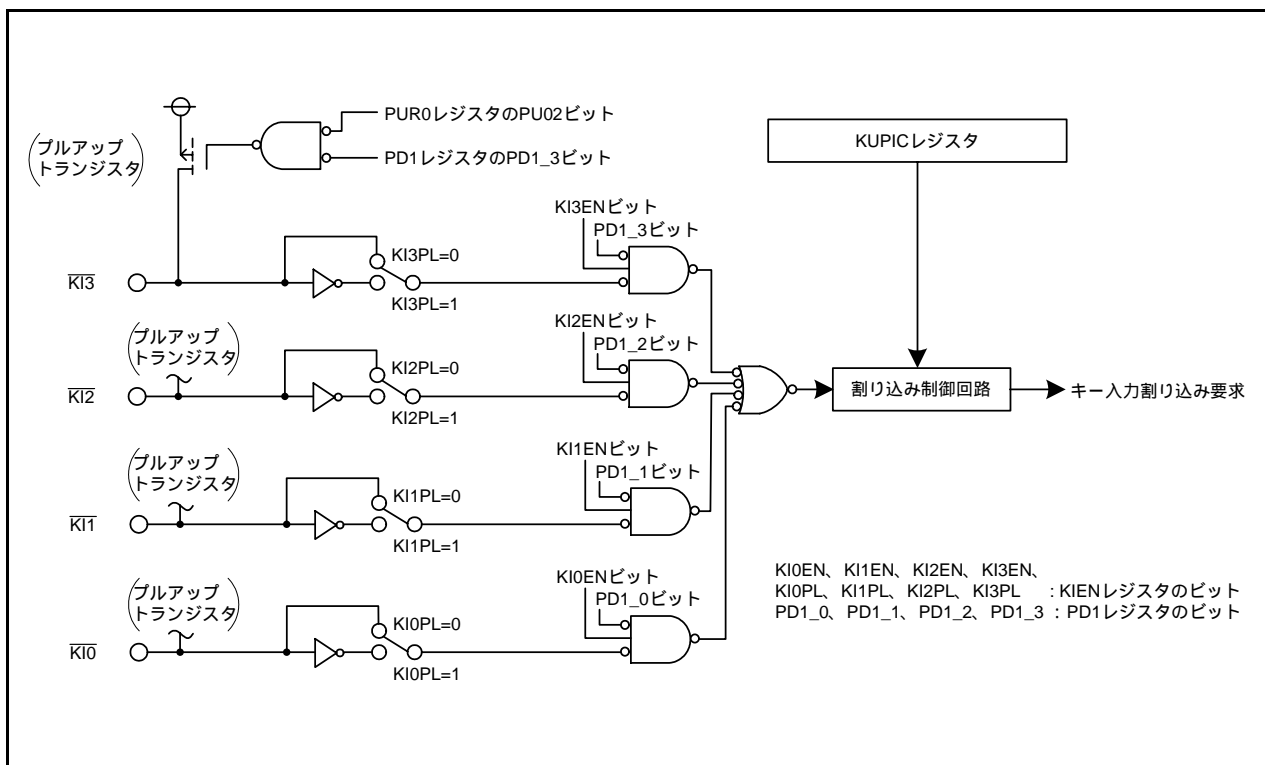 PUR0レジスタのPU02ビット
プルアップ
トランジスタ
PD1レジスタのPD1_3ビット
KUPICレジスタ
KI3ENビット
PD1_3ビット
KI3PL=0
KI3
KI3PL=1
プルアップ
トランジスタ
KI2ENビット
PD1_2ビット
KI2PL=0
KI2
KI2PL=1
割り込み制御回路
キー入力割り込み要求
プルアップ
トランジスタ
KI1ENビット
PD1_1ビット
KI1PL=0
KI1
KI1PL=1
プルアップ
トランジスタ
KI0ENビット
PD1_0ビット
KI0PL=0
KI0
KI0PL=1
KI0EN、KI1EN、KI2EN、KI3EN、
KI0PL、KI1PL、KI2PL、KI3PL : KIENレジスタのビット
PD1_0、PD1_1、PD1_2、PD1_3 : PD1レジスタのビット